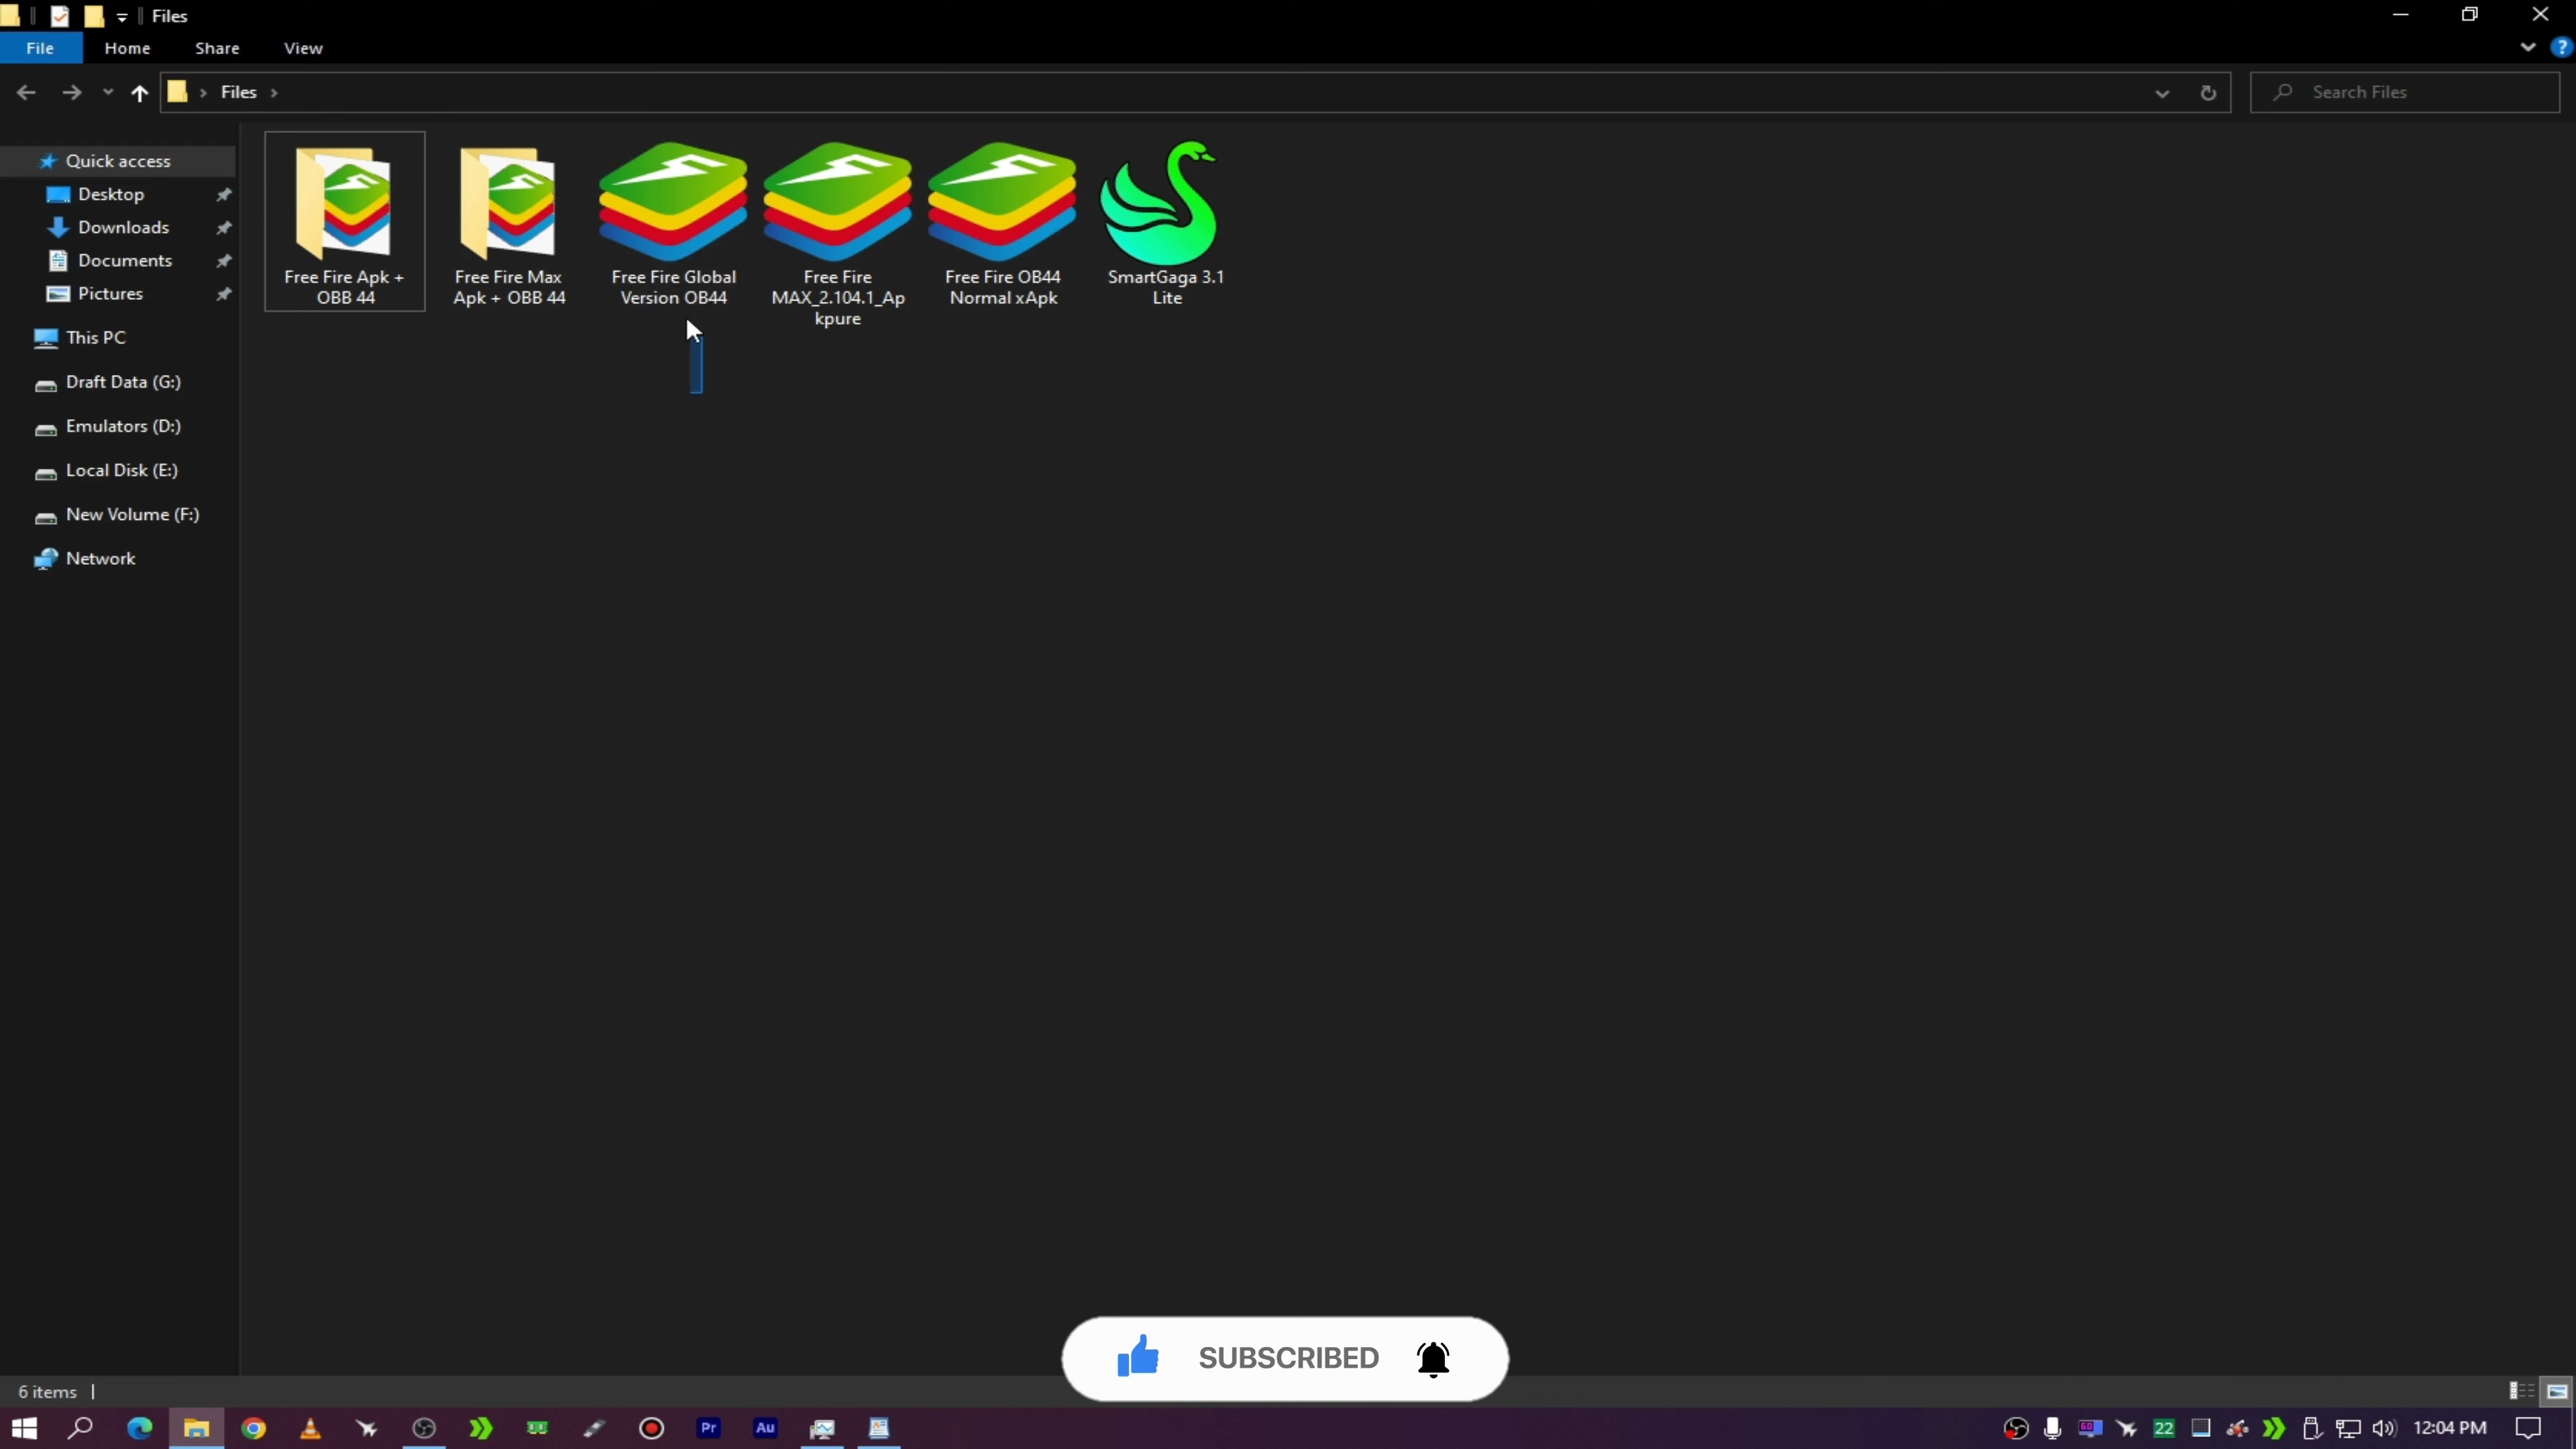 Files
File Home Share View
Files
Search Files
Quick access
Desktop
Downloads
Documents
Pictures
This PC
Draft Data (G:)
Emulators (D:)
Local Disk (E:)
New Volume (F:)
Network
Free Fire Apk +
OBB 44
Free Fire Max
Apk + OBB 44
Free Fire Global
Version OB44
Free Fire
MAX_2.104.1_Ap
kpure
Free Fire OB44
Normal xApk
SmartGaga 3.1
Lite
SUBSCRIBED
6 items
Pr Au 60 22 12:04 PM